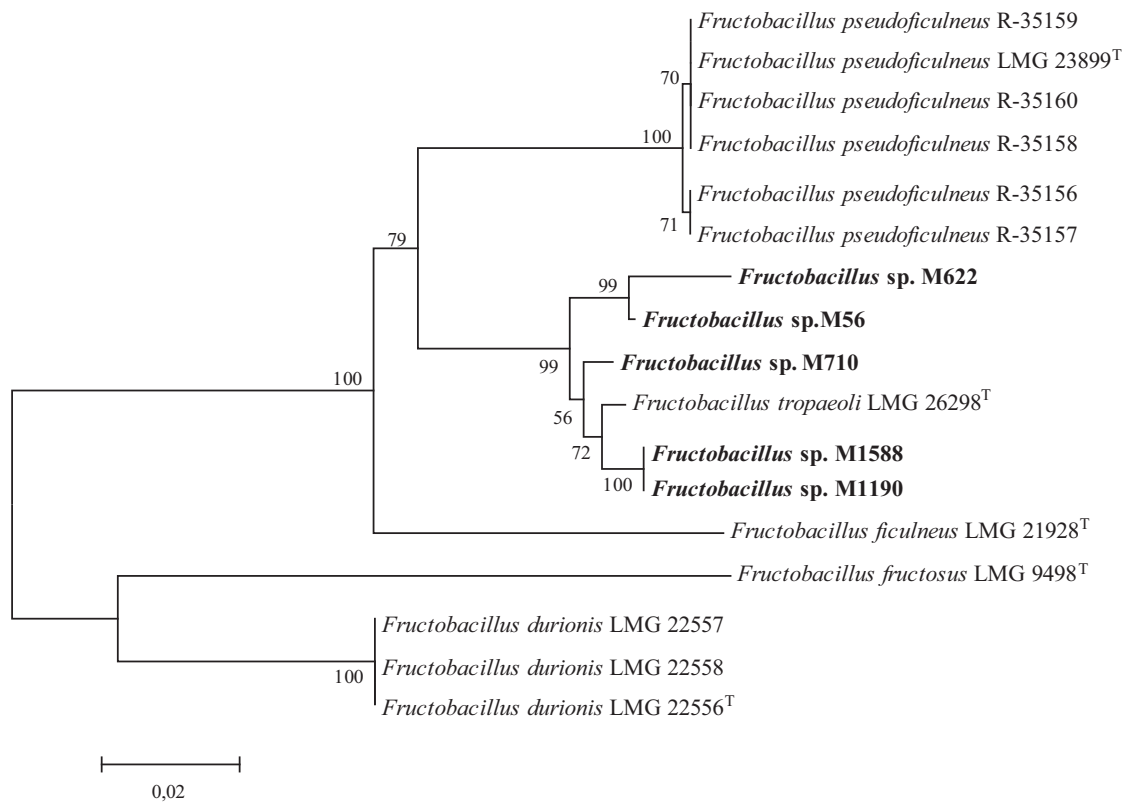 Fructobacillus pseudoficulneus R-35159
Fructobacillus pseudoficulneus LMG 23899T
70
Fructobacillus pseudoficulneus R-35160
100
Fructobacillus pseudoficulneus R-35158
Fructobacillus pseudoficulneus R-35156
71
Fructobacillus pseudoficulneus R-35157
79
Fructobacillus sp. M622
99
Fructobacillus sp.M56
99
Fructobacillus sp. M710
100
Fructobacillus tropaeoli LMG 26298T
56
72
Fructobacillus sp. M1588
100
Fructobacillus sp. M1190
Fructobacillus ficulneus LMG 21928T
Fructobacillus fructosus LMG 9498T
Fructobacillus durionis LMG 22557
Fructobacillus durionis LMG 22558
100
Fructobacillus durionis LMG 22556T
0,02